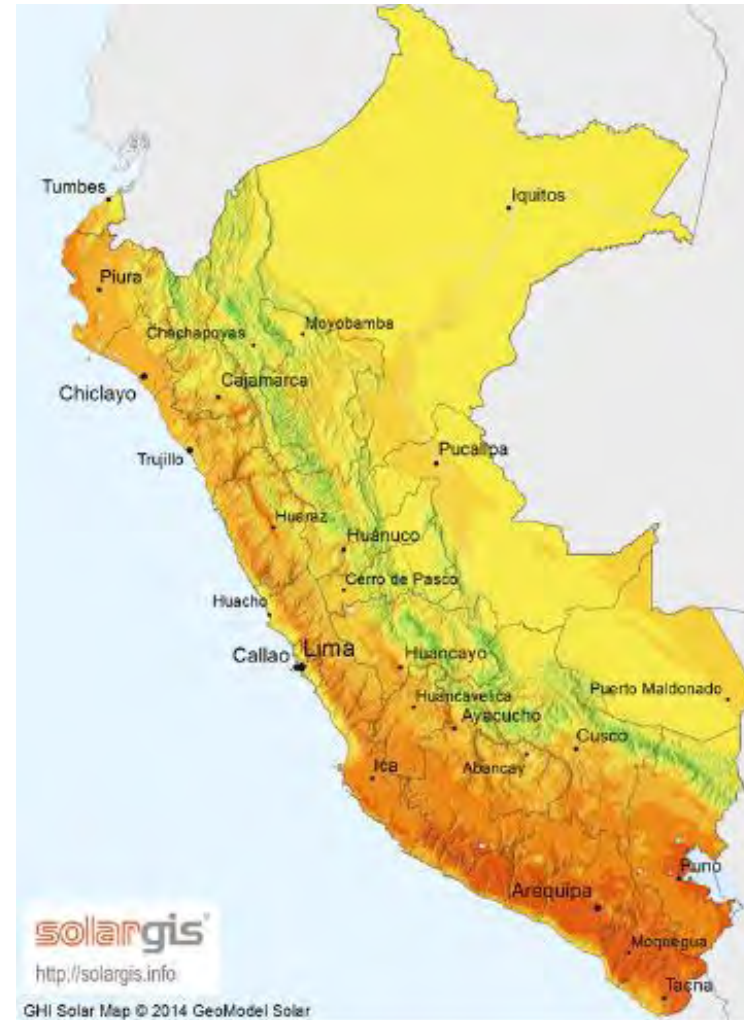 Tumbes
Iquitos
Piura
Moyobamba
Chachapoyas
Cajamarca
Chiclayo
Pucallpa
Trujillo
Huaraz
Huánuco
Cerro de Pasco
Huacho
Lima
Callao
Huancayo
Puerto Maldonado
Huancavelica
Ayacucho
Cusco
Abancay
Ica
Puno
Arequipa
solargis
Moquegua
http://solargis.info
Tacna
GHI Solar Map © 2014 GeoModel Solar